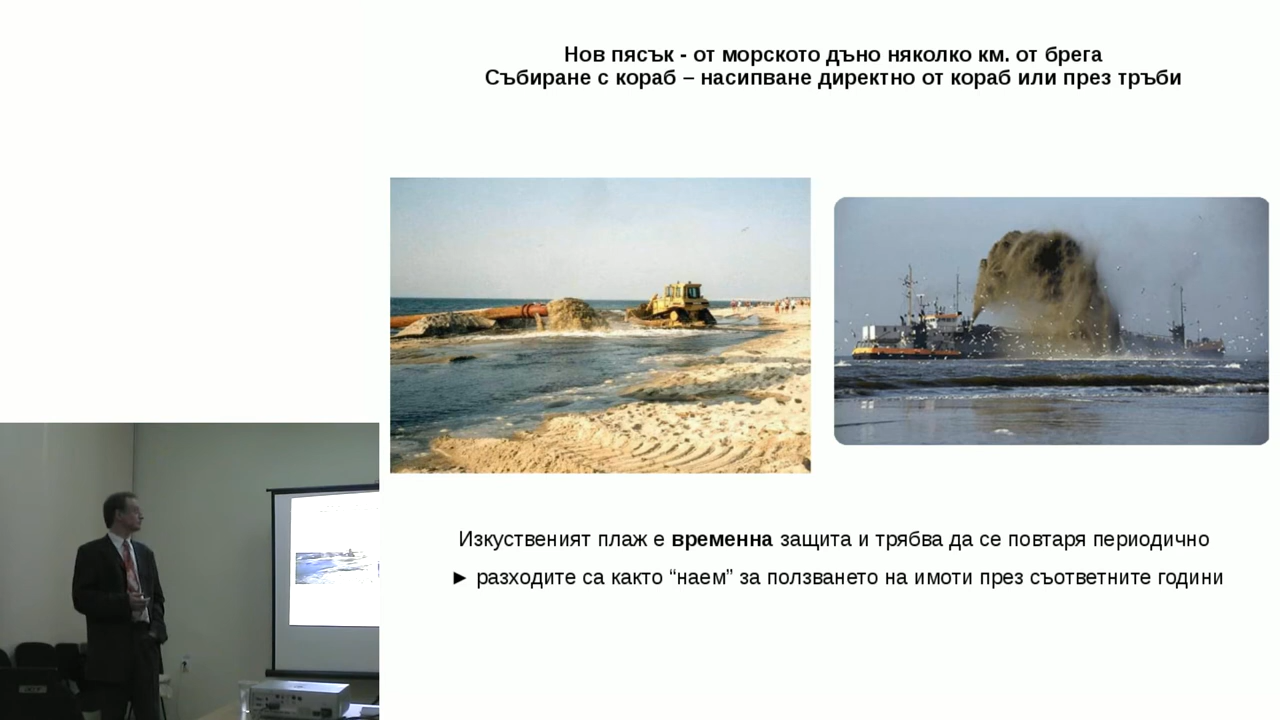 Нов пясък - от морското дъно няколко км. от брега
Събиране с кораб – насипване директно от кораб или през тръби
Изкуственият плаж е временна защита и трябва да се повтаря периодично
► разходите са както “наем” за ползването на имоти през съответните години
acer